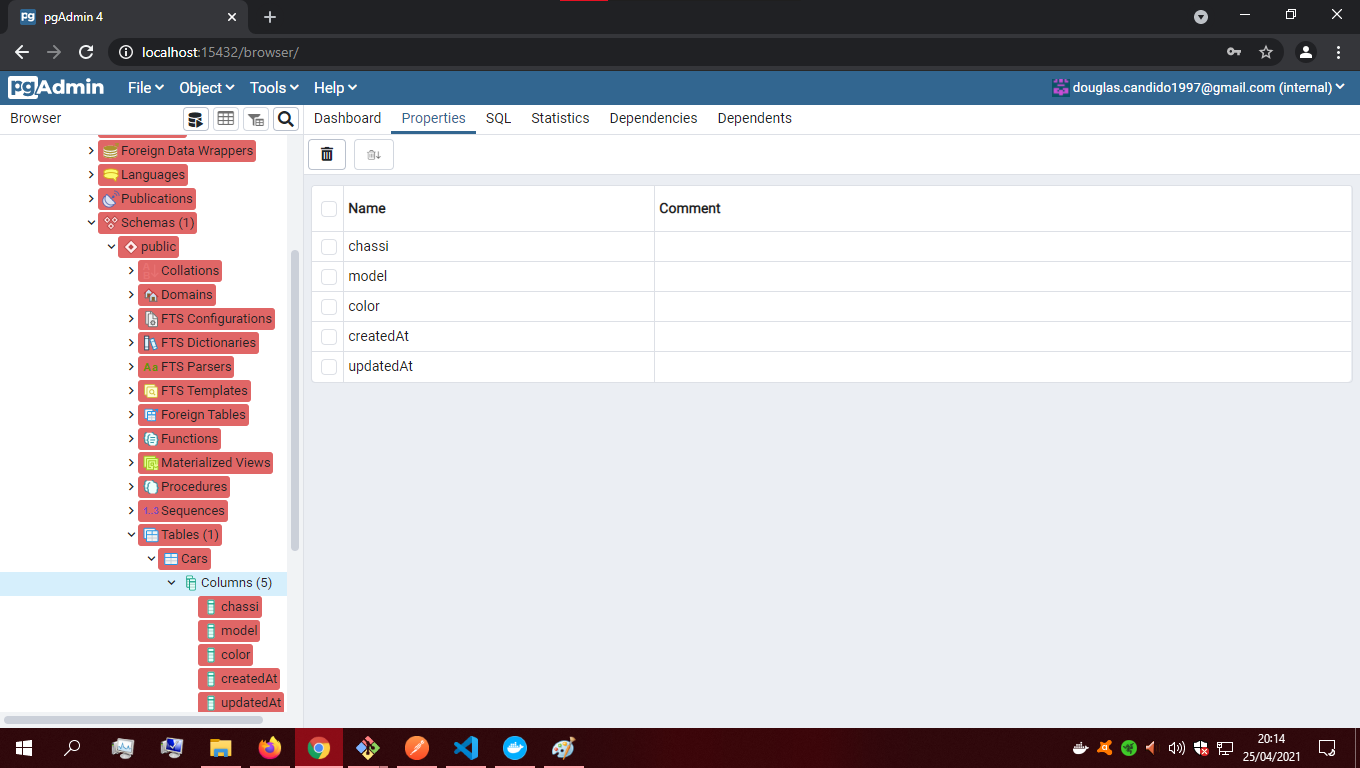 pgAdmin 4
localhost:15432/browser/
pgAdmin File Object Tools Help douglas.candido1997@gmail.com (internal)
Browser
Dashboard Properties SQL Statistics Dependencies Dependents
Foreign Data Wrappers
Languages
Publications
Schemas (1)
public
Collations
Domains
FTS Configurations
FTS Dictionaries
FTS Parsers
FTS Templates
Foreign Tables
Functions
Materialized Views
Procedures
1..3 Sequences
Tables (1)
Cars
Columns (5)
chassi
model
color
createdAt
updatedAt
Name Comment
chassi
model
color
createdAt
updatedAt
20:14
25/04/2021